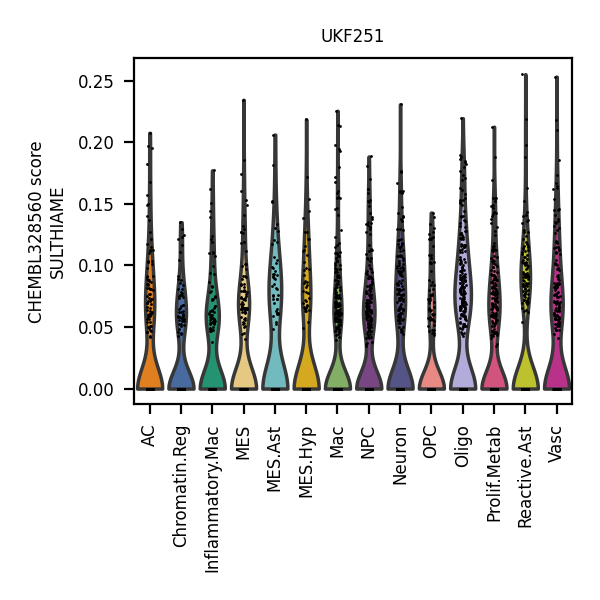 UKF251
CHEMBL328560 score
SULTHIAME
0.25
0.20
0.15
0.10
0.05
0.00
AC
Chromatin.Reg
Inflammatory.Mac
MES
MES.Ast
MES.Hyp
Mac
NPC
Neuron
OPC
Oligo
Prolif.Metab
Reactive.Ast
Vasc